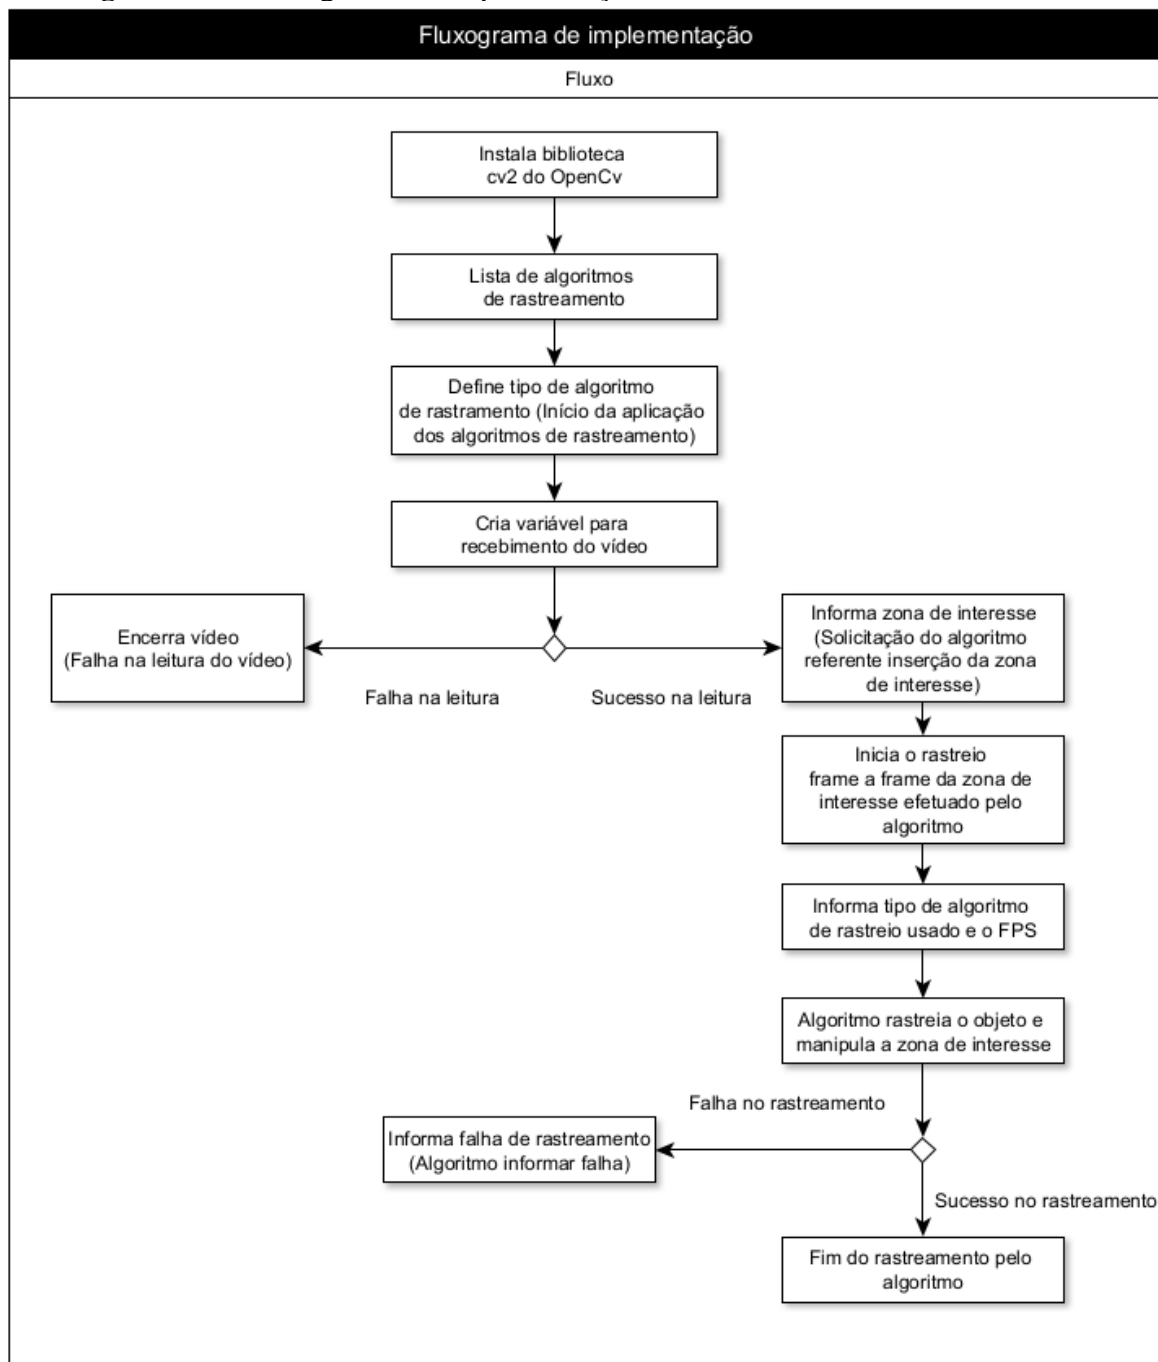 Fluxograma de implementação
Fluxo
Instala biblioteca
cv2 do OpenCv
Lista de algoritmos
de rastreamento
Define tipo de algoritmo
de rastramento (Início da aplicação
dos algoritmos de rastreamento)
Cria variável para
recebimento do vídeo
Encerra vídeo
(Falha na leitura do vídeo)
Falha na leitura
Sucesso na leitura
Informa zona de interesse
(Solicitação do algoritmo
referente inserção da zona
de interesse)
Inicia o rastreio
frame a frame da zona de
interesse efetuado pelo
algoritmo
Informa tipo de algoritmo
de rastreio usado e o FPS
Algoritmo rastreia o objeto e
manipula a zona de interesse
Falha no rastreamento
Informa falha de rastreamento
(Algoritmo informar falha)
Sucesso no rastreamento
Fim do rastreamento pelo
algoritmo